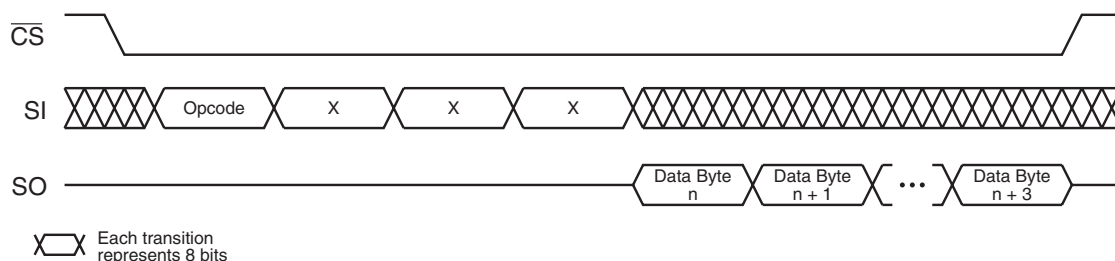 CS
SI
Opcode
X
X
X
SO
Data Byte
n
Data Byte
n + 1
•••
Data Byte
n + 3
Each transition
represents 8 bits